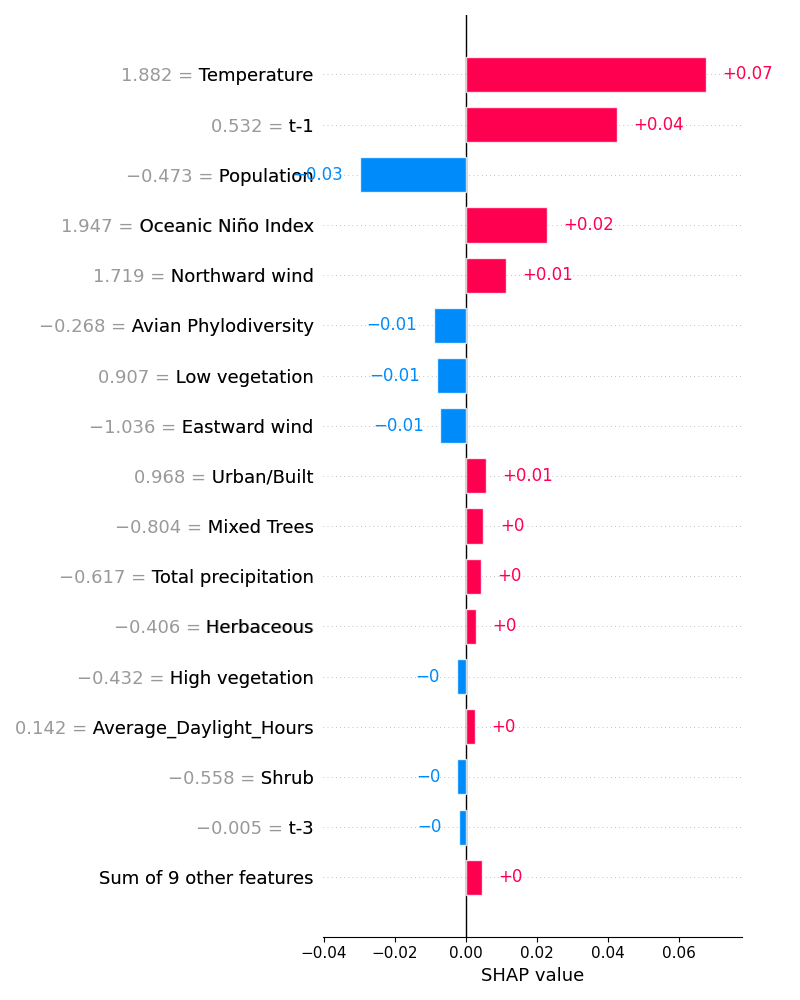 1.882 = Temperature +0.07
0.532 = t-1 +0.04
−0.473 = Population −0.03
1.947 = Oceanic Niño Index +0.02
1.719 = Northward wind +0.01
−0.268 = Avian Phylodiversity −0.01
0.907 = Low vegetation −0.01
−1.036 = Eastward wind −0.01
0.968 = Urban/Built +0.01
−0.804 = Mixed Trees +0
−0.617 = Total precipitation +0
−0.406 = Herbaceous +0
−0.432 = High vegetation −0
0.142 = Average_Daylight_Hours +0
−0.558 = Shrub −0
−0.005 = t-3 −0
Sum of 9 other features +0
−0.04 −0.02 0.00 0.02 0.04 0.06
SHAP value